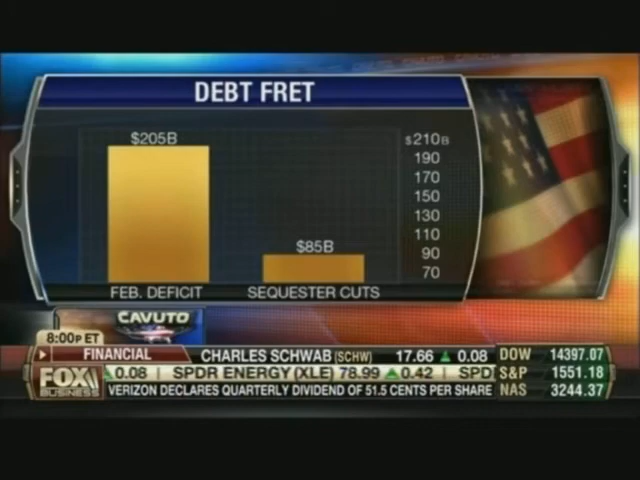 DEBT FRET
$205B
$85B
$210B
190
170
150
130
110
90
70
FEB. DEFICIT
SEQUESTER CUTS
CAVUTO
8:00P ET
FINANCIAL
CHARLES SCHWAB (SCHW) 17.66 ▲ 0.08
DOW 14397.07
FOX BUSINESS
▲0.08 | SPDR ENERGY (XLE) 78.99 ▲0.42 | SPD
S&P 1551.18
VERIZON DECLARES QUARTERLY DIVIDEND OF 51.5 CENTS PER SHARE
NAS 3244.37